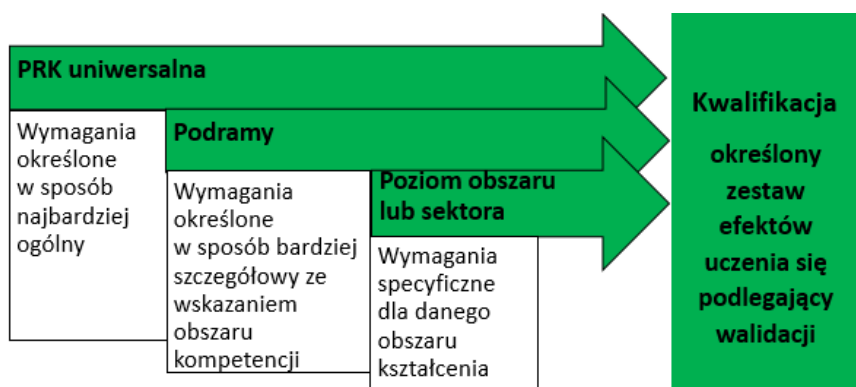 PRK uniwersalna
Wymagania
określone
w sposób
najbardziej
ogólny
Podramy
Wymagania
określone
w sposób bardziej
szczegółowy ze
wskazaniem
obszaru
kompetencji
Poziom obszaru
lub sektora
Wymagania
specyficzne
dla danego
obszaru
kształcenia
Kwalifikacja
określony
zestaw
efektów
uczenia się
podlegający
walidacji